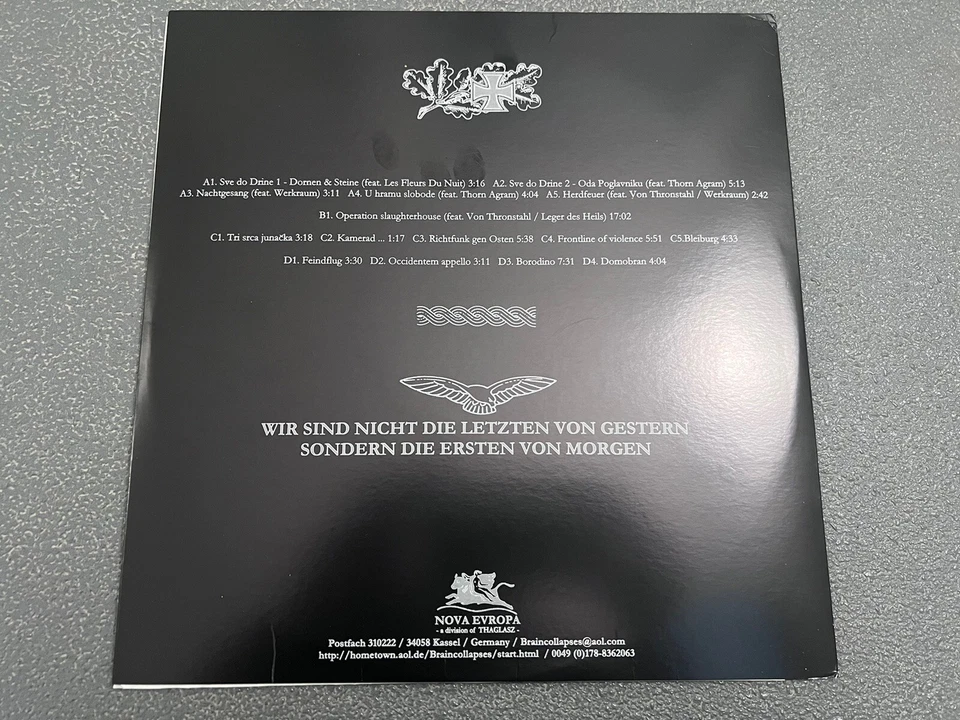 A1. Sve do Drine 1 - Dornen & Steine (feat. Les Fleurs Du Nuit) 3:16 A2. Sve do Drine 2 - Oda Poglavniku (feat. Thorn Agram) 5:13
A3. Nachtgesang (feat. Werkraum) 3:11 A4. U hramu slobode (feat. Thorn Agram) 4:04 A5. Herdfeuer (feat. Von Thronstahl / Werkraum) 2:42
B1. Operation slaughterhouse (feat. Von Thronstahl / Leger des Heils) 17:02
C1. Tri srca junačka 3:18 C2. Kamerad ... 1:17 C3. Richtfunk gen Osten 5:38 C4. Frontline of violence 5:51 C5.Bleiburg 4:33
D1. Feindflug 3:30 D2. Occidentem appello 3:11 D3. Borodino 7:31 D4. Domobran 4:04
WIR SIND NICHT DIE LETZTEN VON GESTERN
SONDERN DIE ERSTEN VON MORGEN
NOVA EVROPA
- a division of THAGLASZ -
Postfach 310222 / 34058 Kassel / Germany / Braincollapses@aol.com
http://hometown.aol.de/Braincollapses/start.html / 0049 (0)178-8362063